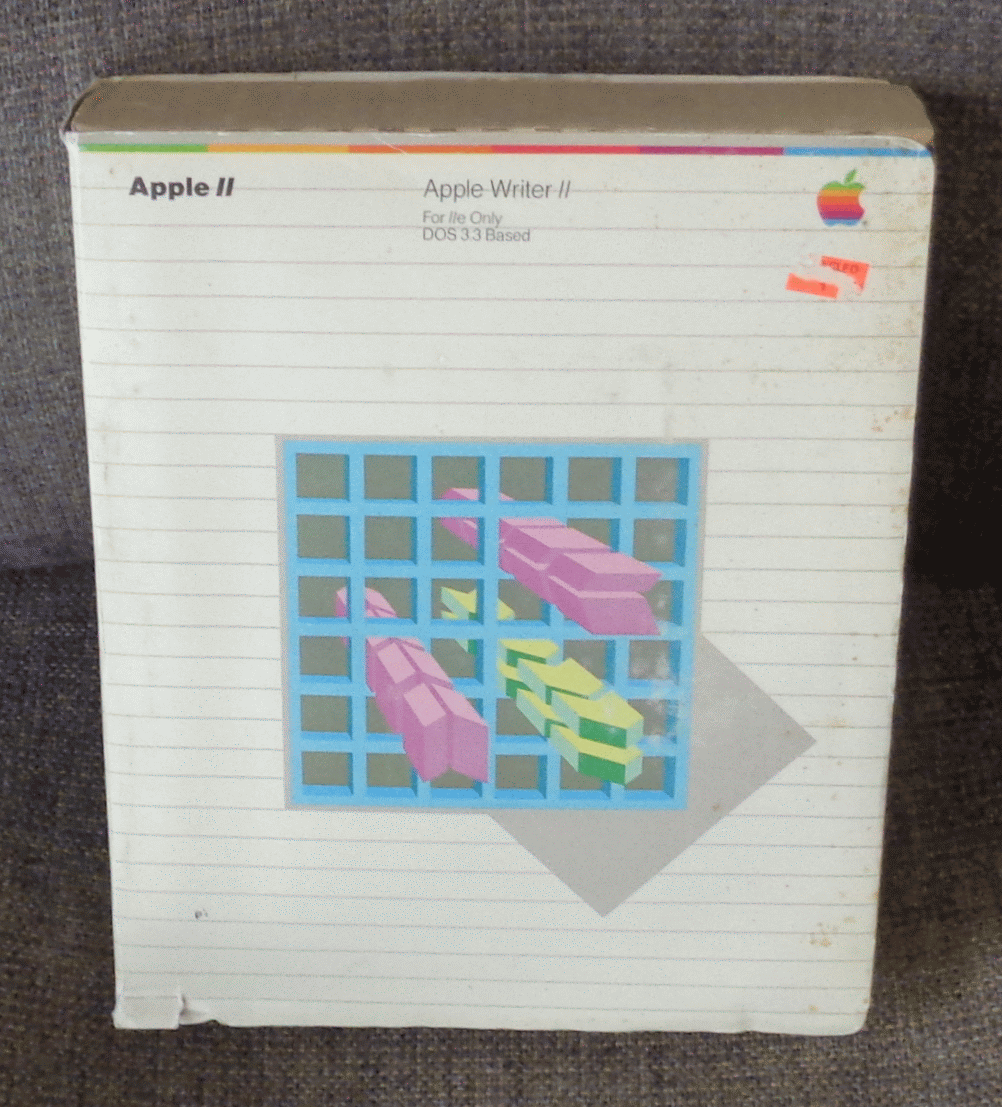 Apple II
Apple Writer II
For IIe Only
DOS 3.3 Based